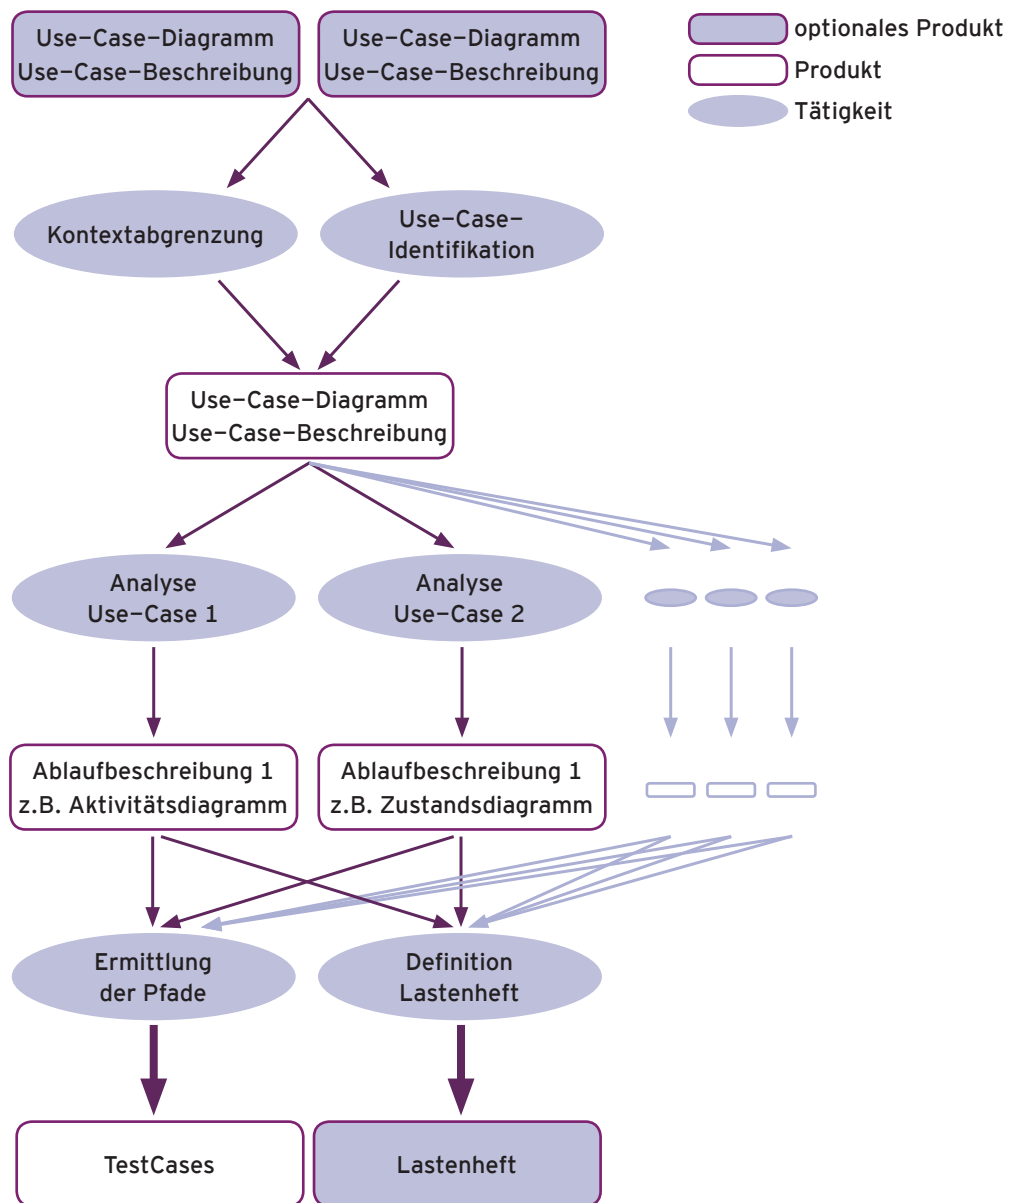 Use–Case–Diagramm
Use–Case–Beschreibung
Use–Case–Diagramm
Use–Case–Beschreibung
optionales Produkt
Produkt
Tätigkeit
Kontextabgrenzung
Use–Case–
Identifikation
Use–Case–Diagramm
Use–Case–Beschreibung
Analyse
Use–Case 1
Analyse
Use–Case 2
Ablaufbeschreibung 1
z.B. Aktivitätsdiagramm
Ablaufbeschreibung 1
z.B. Zustandsdiagramm
Ermittlung
der Pfade
Definition
Lastenheft
TestCases
Lastenheft